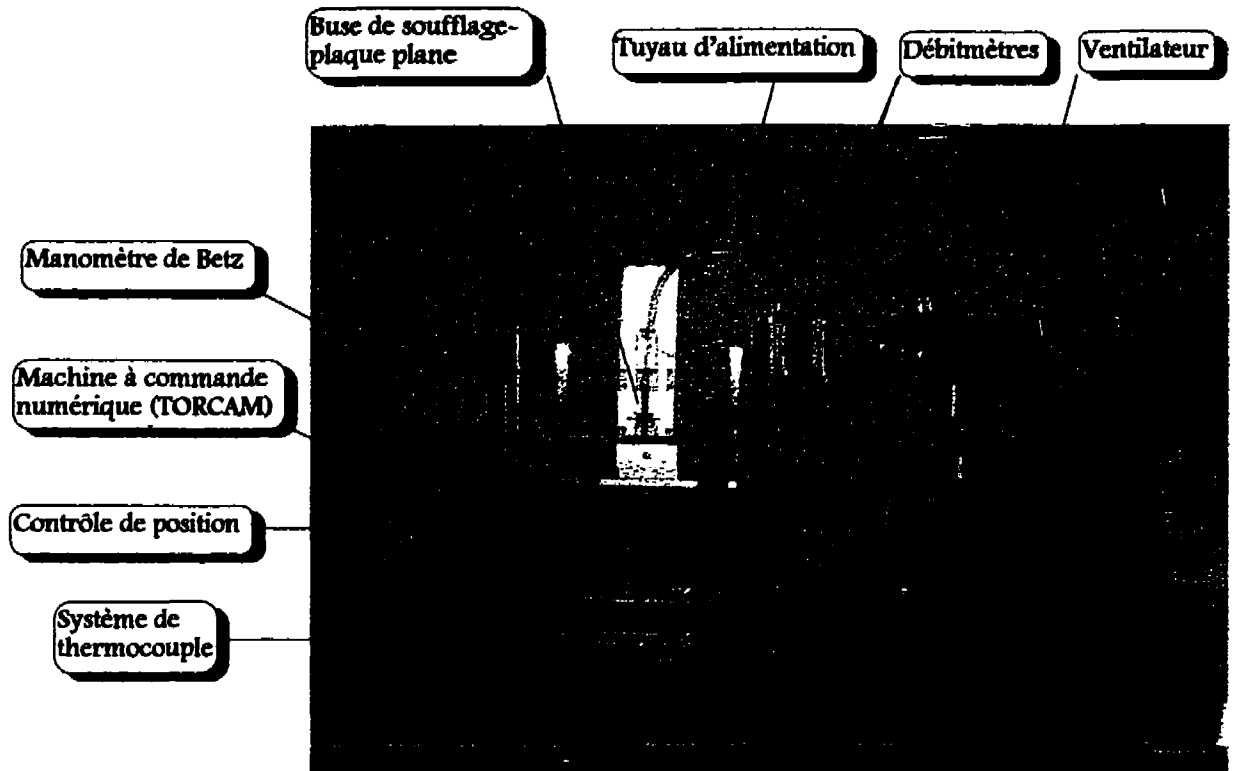 Buse de soufflage-
plaque plane
Tuyau d'alimentation
Débitmètres
Ventilateur
Manomètre de Betz
Machine à commande
numérique (TORCAM)
Contrôle de position
Système de
thermocouple